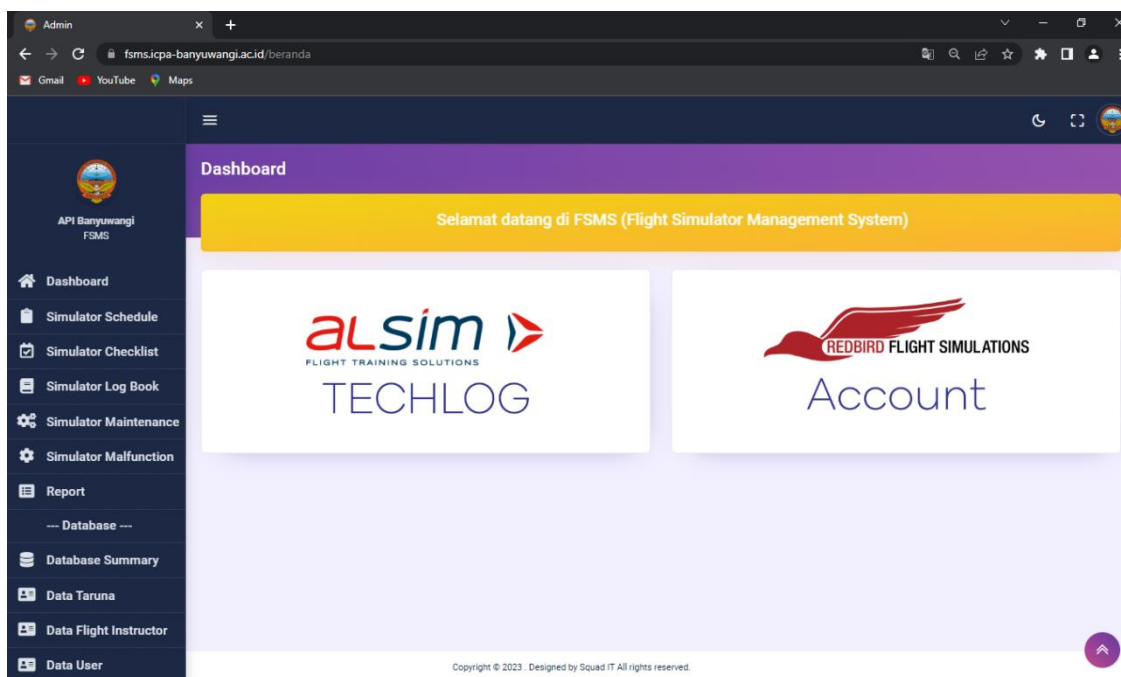 Admin
fsms.icpa-banyuwangi.ac.id/beranda
Gmail YouTube Maps
API Banyuwangi
FSMS
Dashboard
Simulator Schedule
Simulator Checklist
Simulator Log Book
Simulator Maintenance
Simulator Malfunction
Report
--- Database ---
Database Summary
Data Taruna
Data Flight Instructor
Data User
Dashboard
Selamat datang di FSMS (Flight Simulator Management System)
aLsim
FLIGHT TRAINING SOLUTIONS
TECHLOG
REDBIRD FLIGHT SIMULATIONS
Account
Copyright © 2023 . Designed by Squad IT All rights reserved.